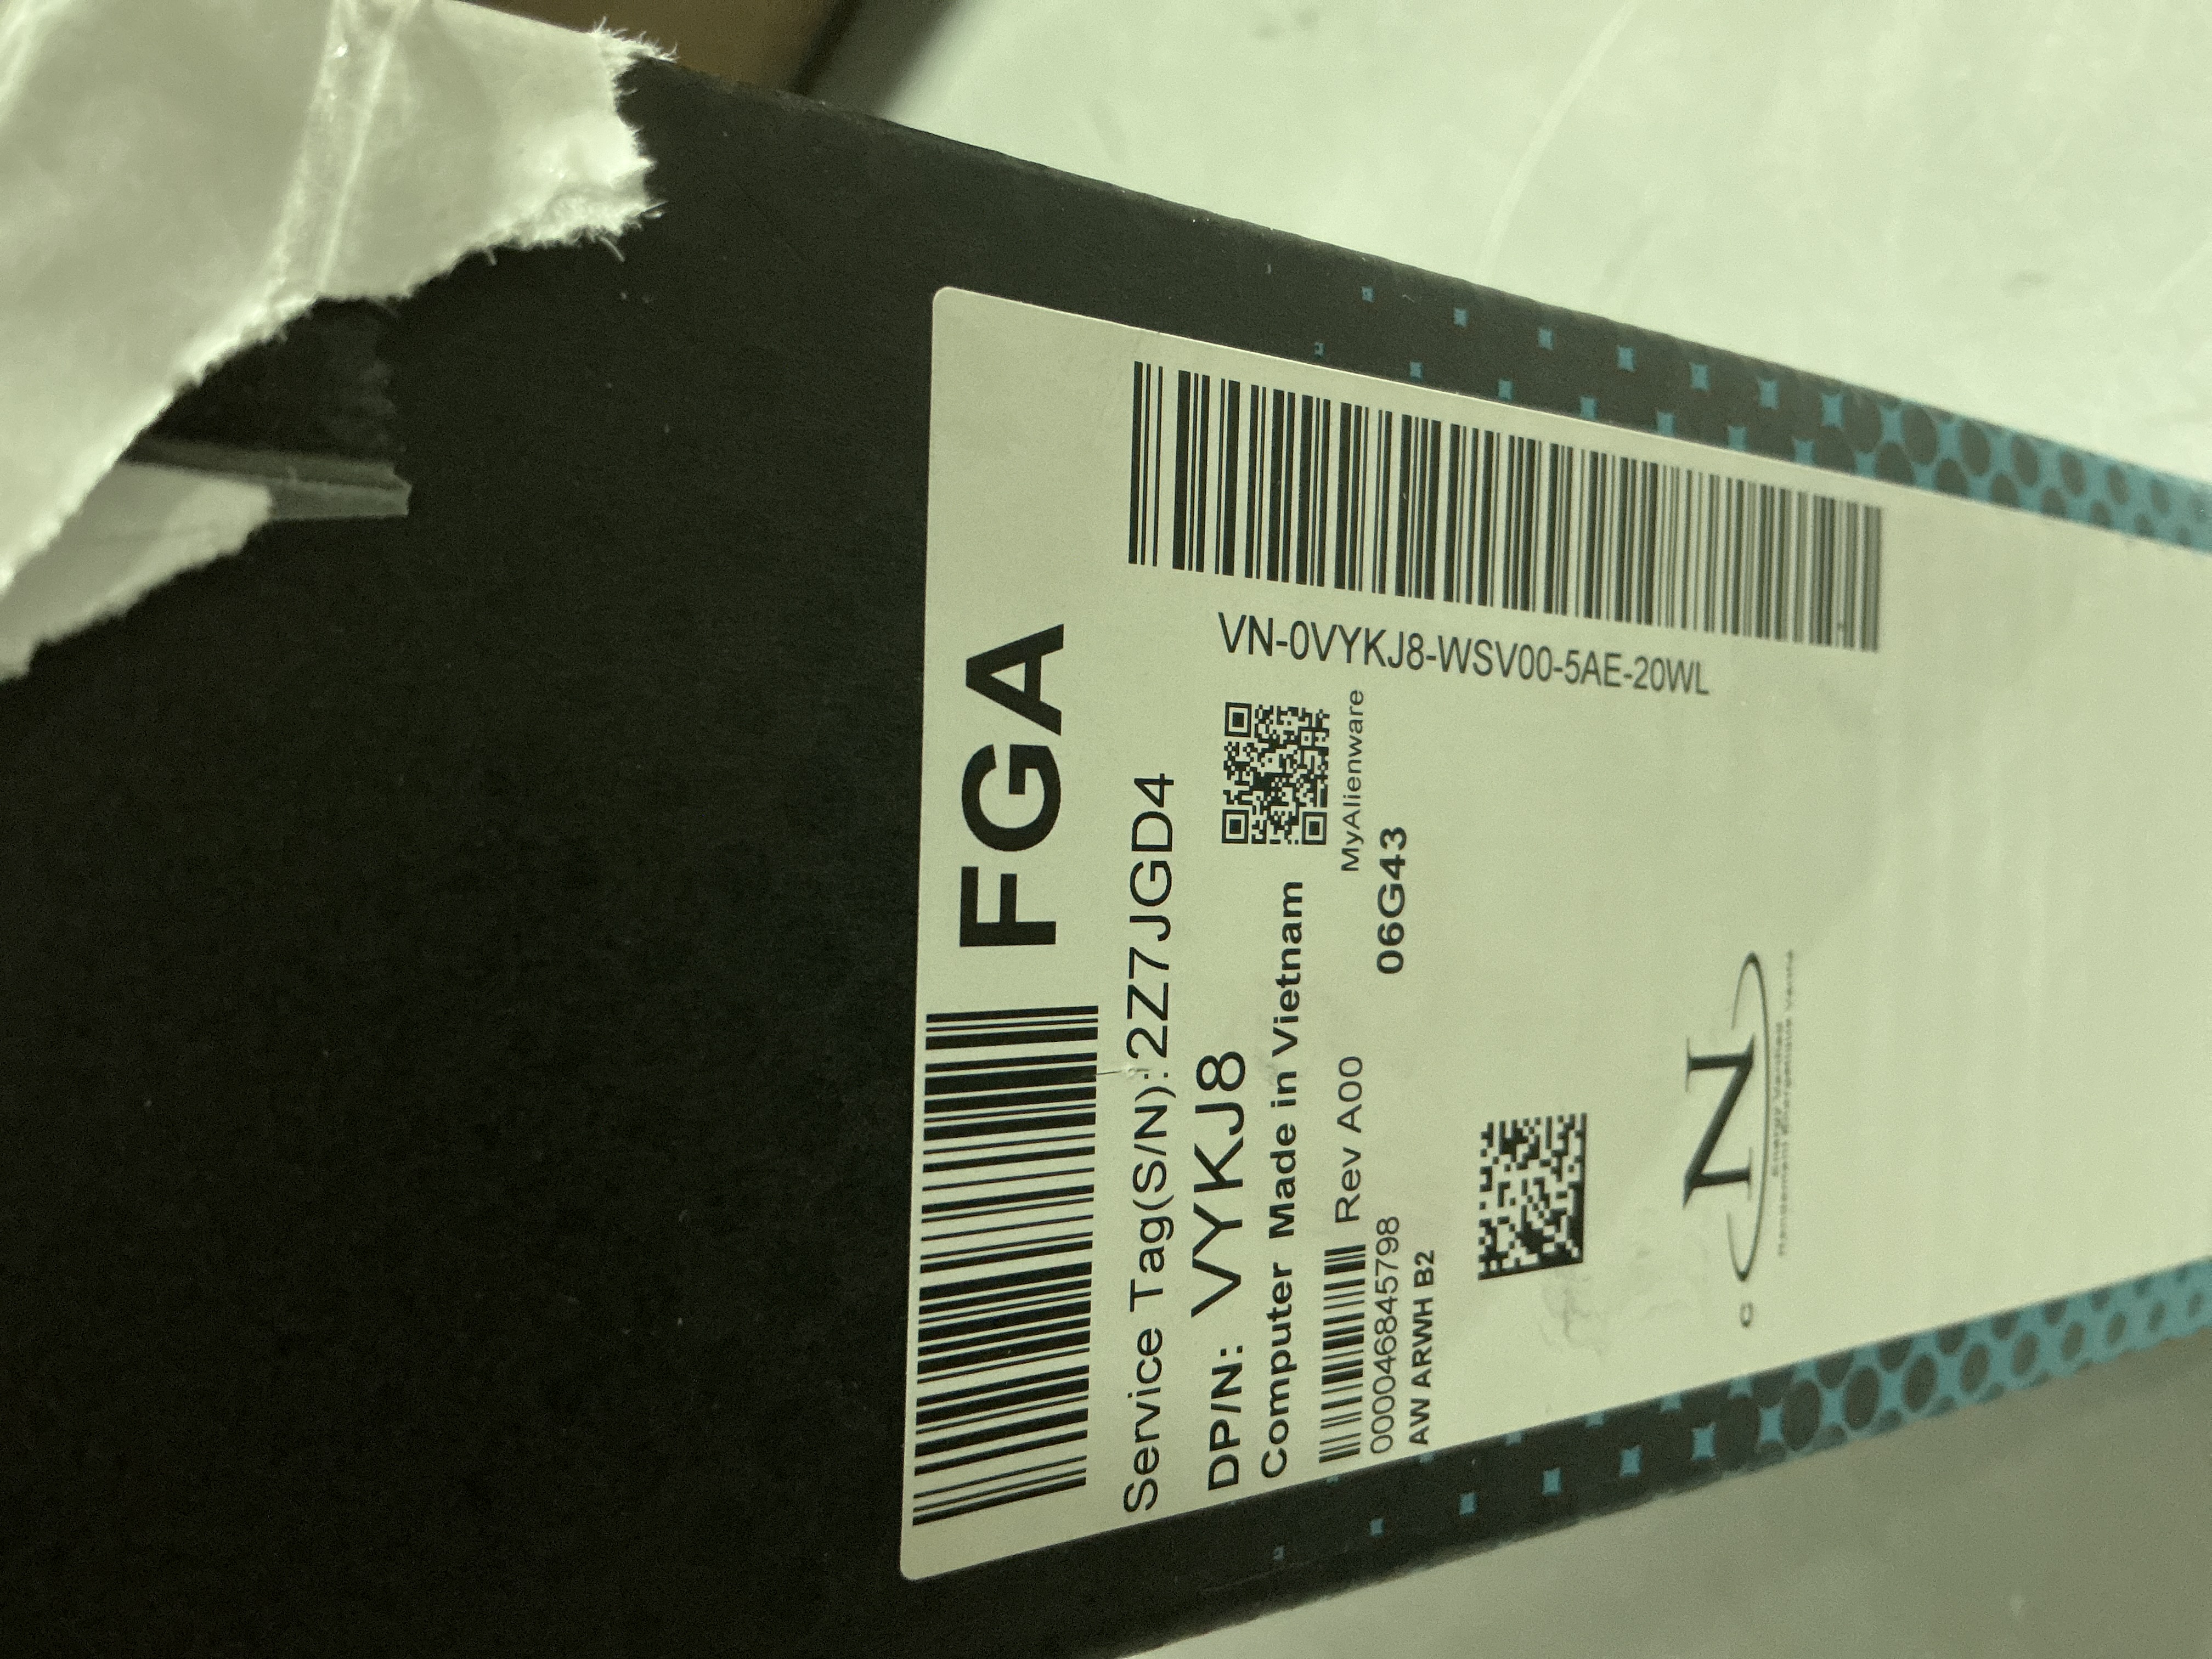 FGA
Service Tag(S/N):2Z7JGD4
DP/N: VYKJ8
Computer Made in Vietnam
MyAlienware
Rev A00
06G43
0000046845798
AW ARWH B2
VN-0VYKJ8-WSV00-5AE-20WL
N